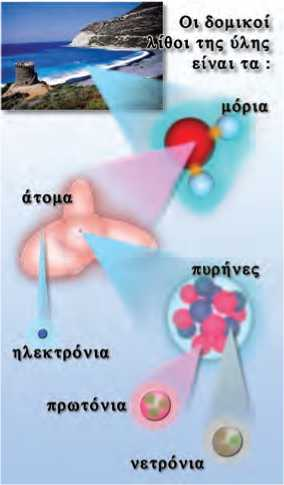 Οι δομικοί
λίθοι της ύλης
είναι τα :
μόρια
άτομα
πυρήνες
ηλεκτρόνια
πρωτόνια
νετρόνια